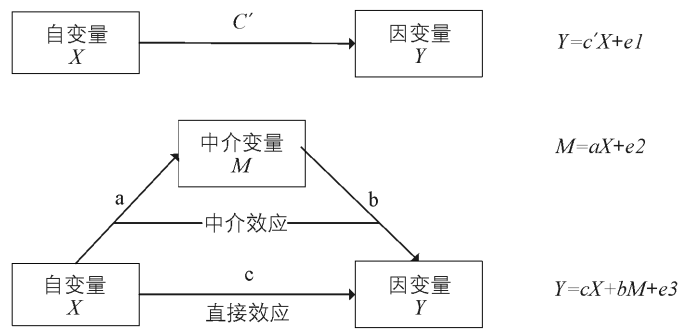 C′
自变量
X
因变量
Y
Y=c′X+e1
中介变量
M
M=aX+e2
a
b
中介效应
自变量
X
c
直接效应
因变量
Y
Y=cX+bM+e3